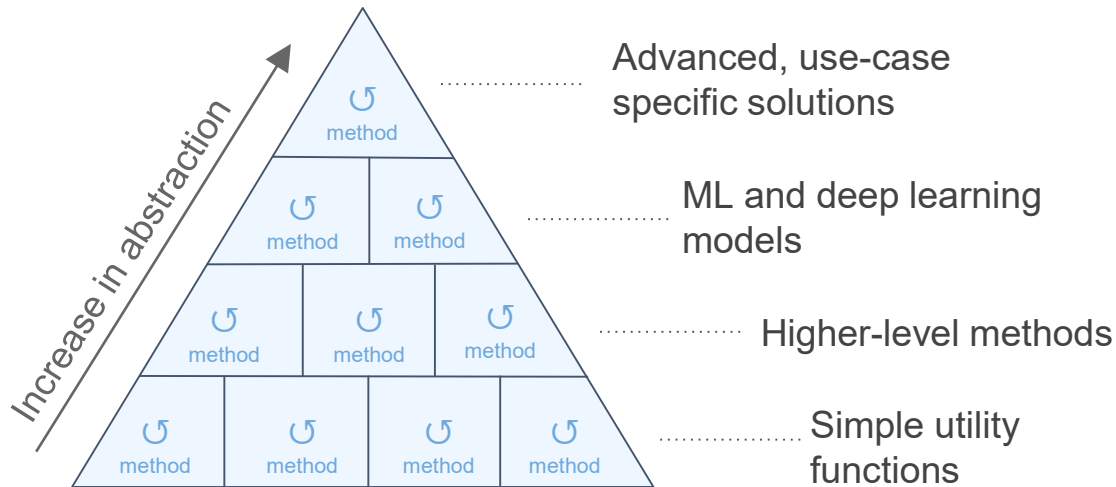 Increase in abstraction
method
Advanced, use-case
specific solutions
method method
ML and deep learning
models
method method method
Higher-level methods
method method method method
Simple utility
functions